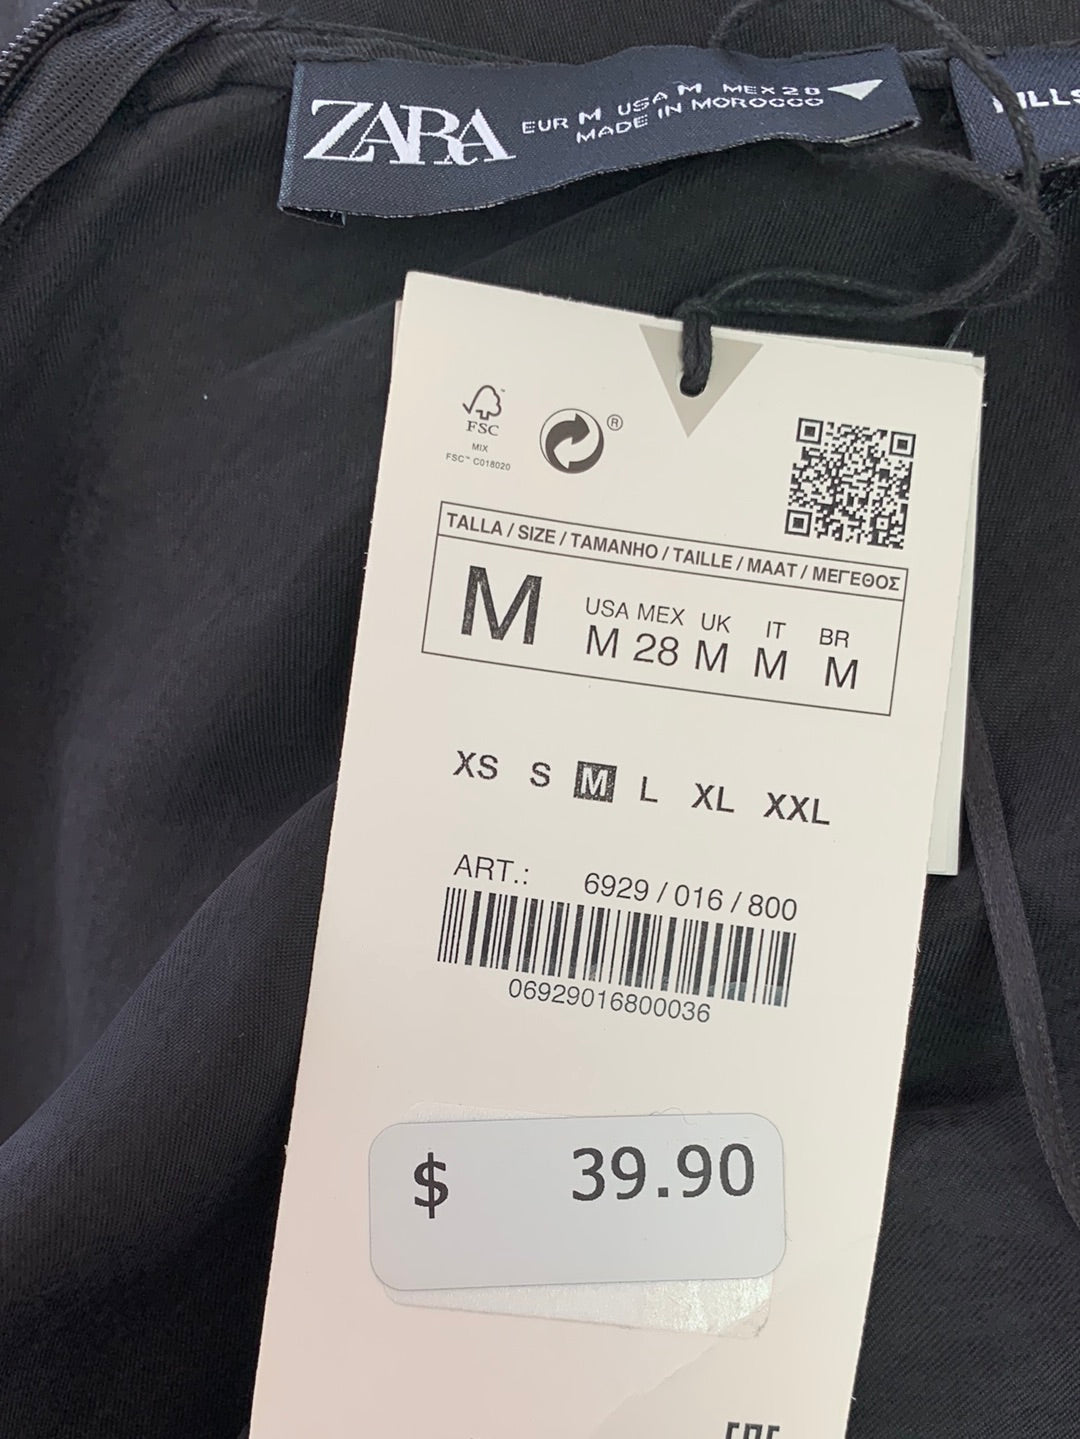 ZARA
EUR M USA M MEX 28
MADE IN MOROCCO
FSC
MIX
FSC™ C018020
®
TALLA / SIZE / TAMANHO / TAILLE / MAAT / ΜΕΓΕΘΟΣ
M
USA MEX UK IT BR
M 28 M M M
XS S M L XL XXL
ART.: 6929 / 016 / 800
06929016800036
$ 39.90